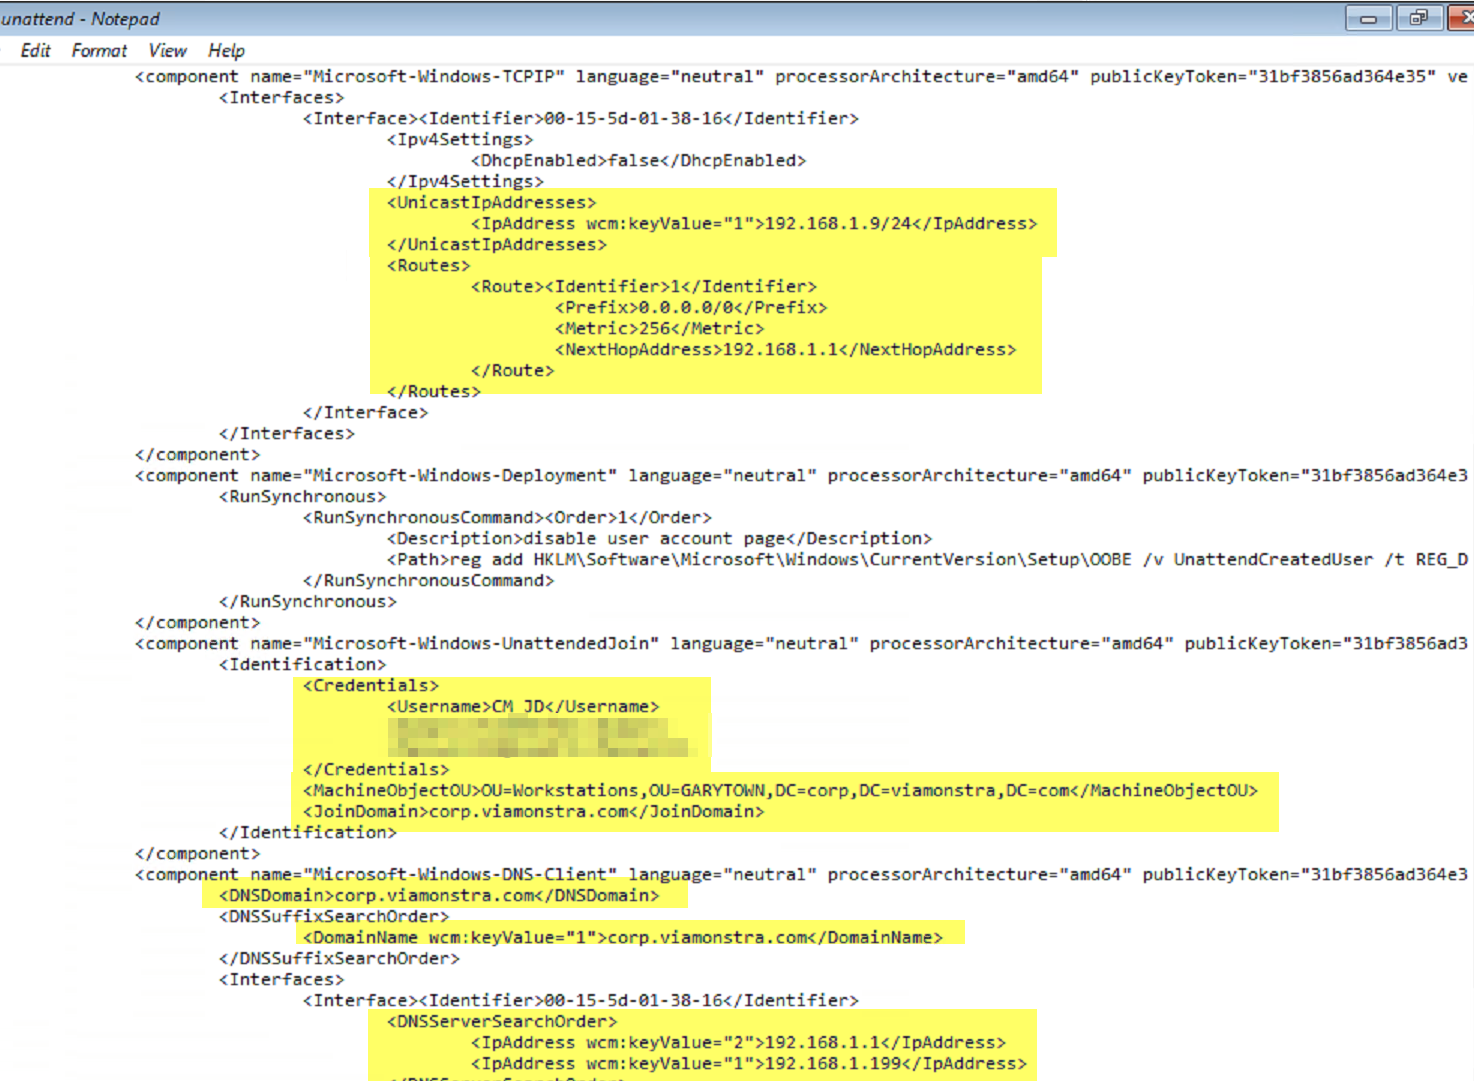 unattend - Notepad
Edit Format View Help
<component name="Microsoft-Windows-TCPIP" language="neutral" processorArchitecture="amd64" publicKeyToken="31bf3856ad364e35" ve
<Interfaces>
<Interface><Identifier>00-15-5d-01-38-16</Identifier>
<Ipv4Settings>
<DhcpEnabled>false</DhcpEnabled>
</Ipv4Settings>
<UnicastIpAddresses>
<IpAddress wcm:keyValue="1">192.168.1.9/24</IpAddress>
</UnicastIpAddresses>
<Routes>
<Route><Identifier>1</Identifier>
<Prefix>0.0.0.0/0</Prefix>
<Metric>256</Metric>
<NextHopAddress>192.168.1.1</NextHopAddress>
</Route>
</Routes>
</Interface>
</Interfaces>
</component>
<component name="Microsoft-Windows-Deployment" language="neutral" processorArchitecture="amd64" publicKeyToken="31bf3856ad364e3
<RunSynchronous>
<RunSynchronousCommand><Order>1</Order>
<Description>disable user account page</Description>
<Path>reg add HKLM\Software\Microsoft\Windows\CurrentVersion\Setup\OOBE /v UnattendCreatedUser /t REG_D
</RunSynchronousCommand>
</RunSynchronous>
</component>
<component name="Microsoft-Windows-UnattendedJoin" language="neutral" processorArchitecture="amd64" publicKeyToken="31bf3856ad3
<Identification>
<Credentials>
<Username>CM_JD</Username>
</Credentials>
<MachineObjectOU>OU=Workstations,OU=GARYTOWN,DC=corp,DC=viamonstra,DC=com</MachineObjectOU>
<JoinDomain>corp.viamonstra.com</JoinDomain>
</Identification>
</component>
<component name="Microsoft-Windows-DNS-Client" language="neutral" processorArchitecture="amd64" publicKeyToken="31bf3856ad364e3
<DNSDomain>corp.viamonstra.com</DNSDomain>
<DNSSuffixSearchOrder>
<DomainName wcm:keyValue="1">corp.viamonstra.com</DomainName>
</DNSSuffixSearchOrder>
<Interfaces>
<Interface><Identifier>00-15-5d-01-38-16</Identifier>
<DNSServerSearchOrder>
<IpAddress wcm:keyValue="2">192.168.1.1</IpAddress>
<IpAddress wcm:keyValue="1">192.168.1.199</IpAddress>
</DNSServerSearchOrder>